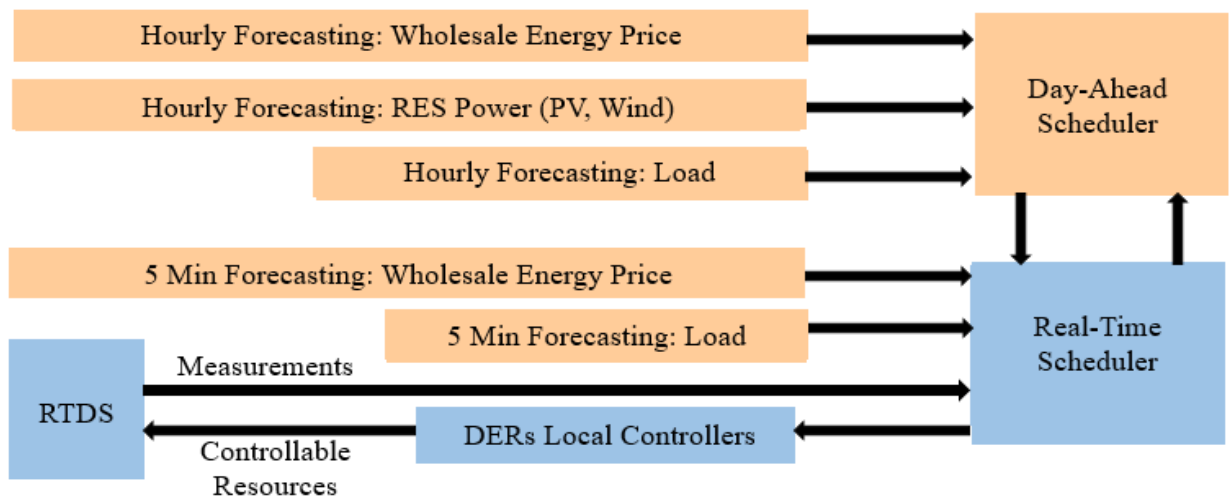 Hourly Forecasting: Wholesale Energy Price
Hourly Forecasting: RES Power (PV, Wind)
Hourly Forecasting: Load
Day-Ahead
Scheduler
5 Min Forecasting: Wholesale Energy Price
5 Min Forecasting: Load
Real-Time
Scheduler
Measurements
RTDS
DERs Local Controllers
Controllable
Resources